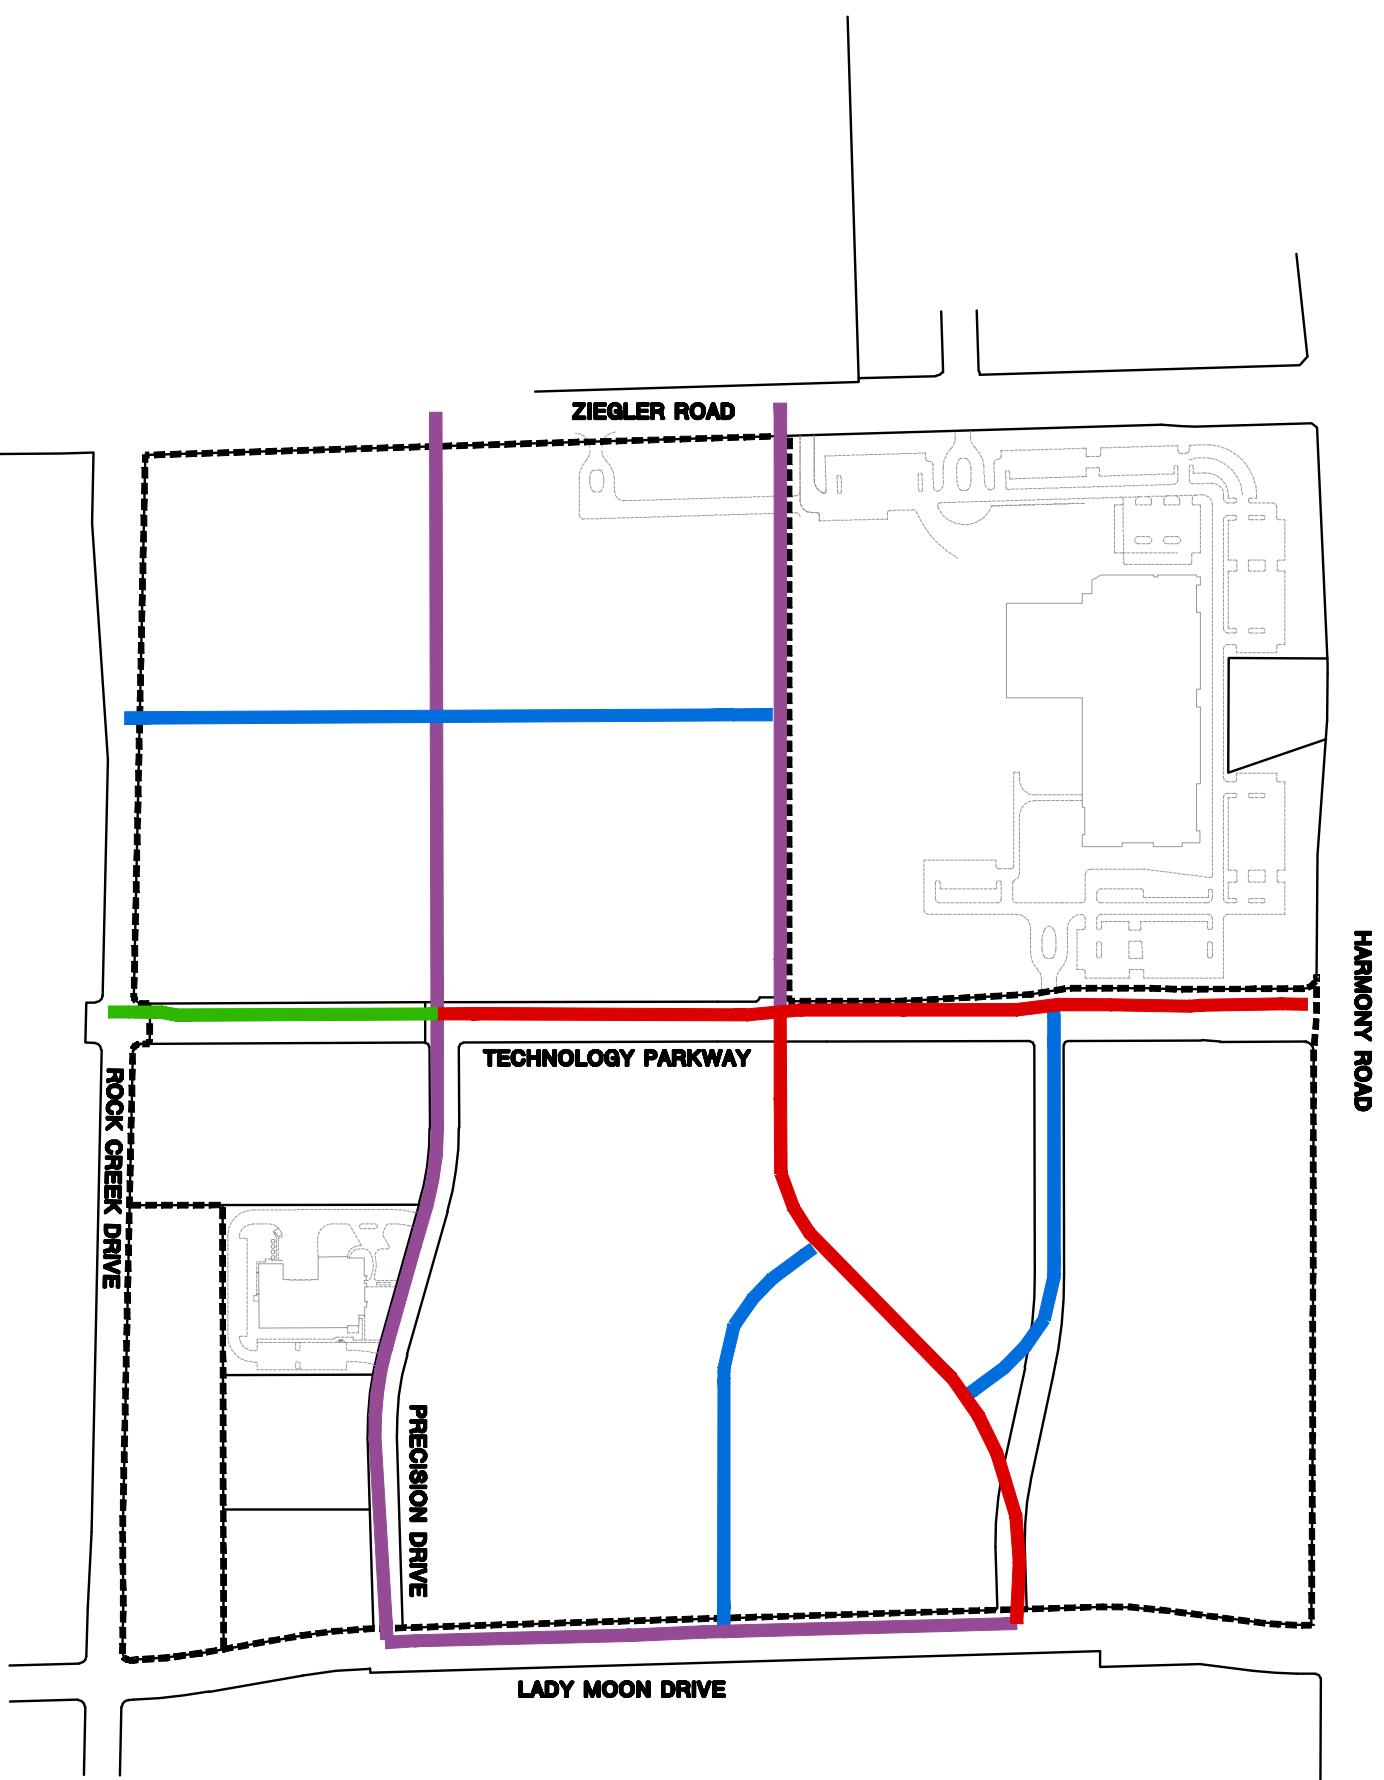 ZIEGLER ROAD
HARMONY ROAD
TECHNOLOGY PARKWAY
ROCK CREEK DRIVE
PRECISION DRIVE
LADY MOON DRIVE